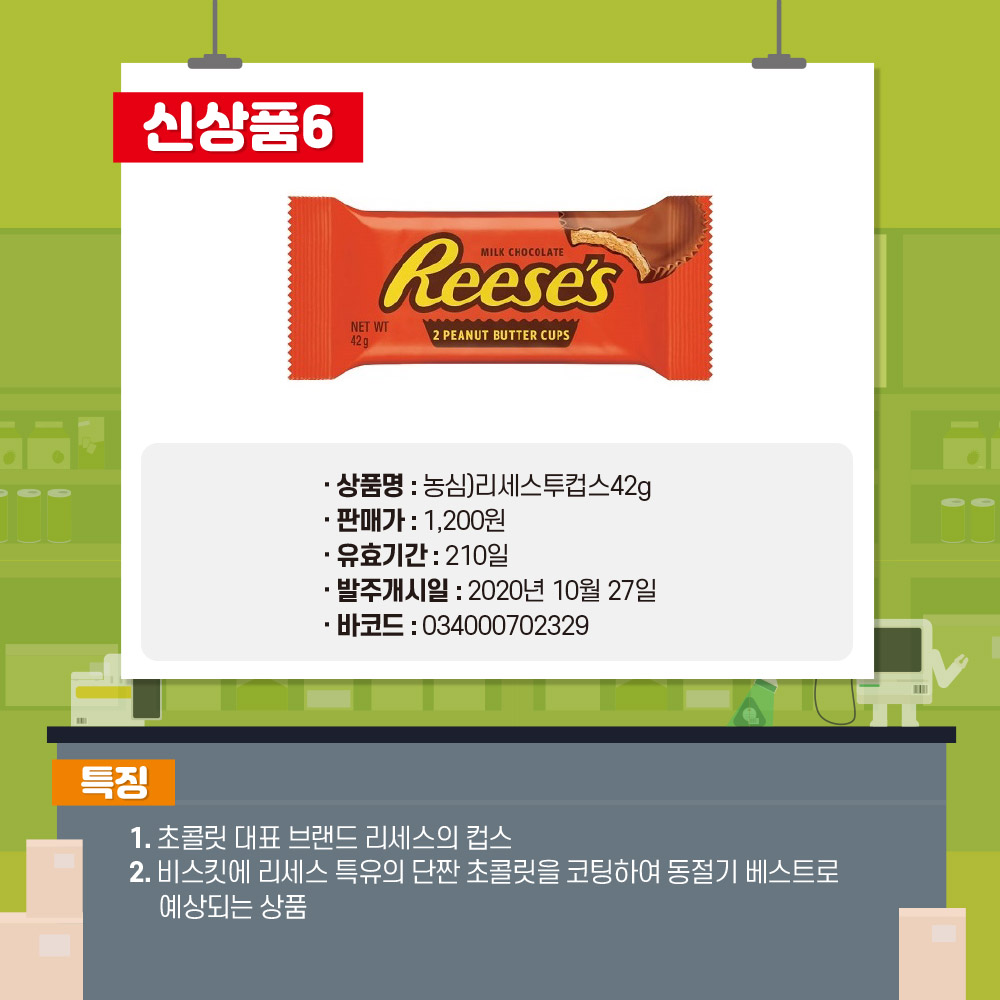 신상품6
MILK CHOCOLATE
Reese's
NET WT
42g
2 PEANUT BUTTER CUPS
· 상품명 : 농심)리세스투컵스42g
· 판매가 : 1,200원
· 유효기간 : 210일
· 발주개시일 : 2020년 10월 27일
· 바코드 : 034000702329
특징
1. 초콜릿 대표 브랜드 리세스의 컵스
2. 비스킷에 리세스 특유의 단짠 초콜릿을 코팅하여 동절기 베스트로
예상되는 상품